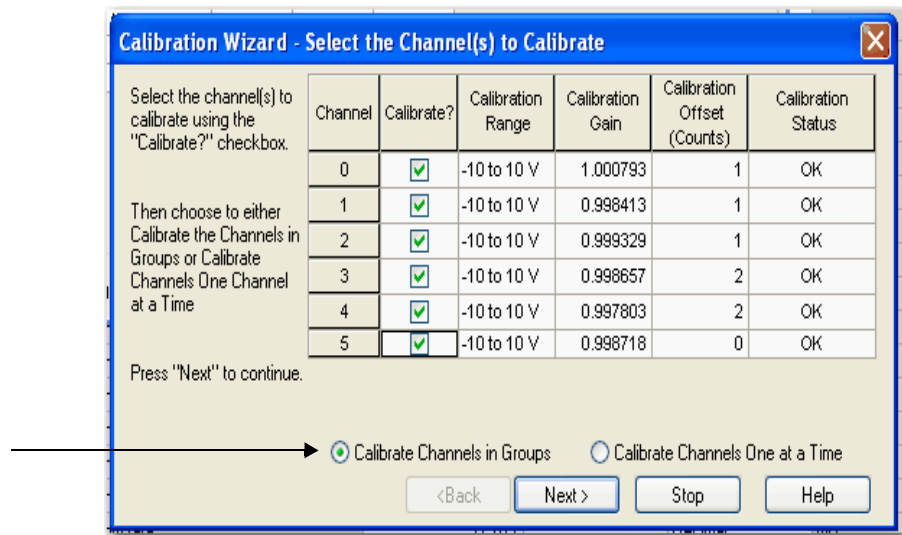 Calibration Wizard - Select the Channel(s) to Calibrate
Select the channel(s) to
calibrate using the
"Calibrate?" checkbox.
Then choose to either
Calibrate the Channels in
Groups or Calibrate
Channels One Channel
at a Time
Press "Next" to continue.
Channel Calibrate? Calibration Range Calibration Gain Calibration Offset (Counts) Calibration Status
0 -10 to 10 V 1.000793 1 OK
1 -10 to 10 V 0.998413 1 OK
2 -10 to 10 V 0.999329 1 OK
3 -10 to 10 V 0.998657 2 OK
4 -10 to 10 V 0.997803 2 OK
5 -10 to 10 V 0.998718 0 OK
Calibrate Channels in Groups Calibrate Channels One at a Time
<Back Next > Stop Help